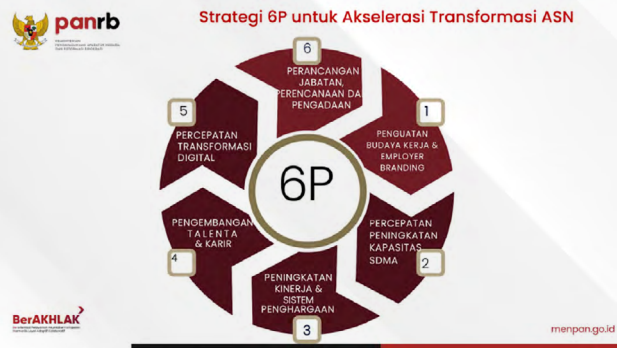 panrb
Strategi 6P untuk Akselerasi Transformasi ASN
6
PERANCANGAN
JABATAN,
PERENCANAAN DA
PENGADAAN
1
PENGUATAN
BUDAYA KERJA &
EMPLOYER
BRANDING
PERCEPATAN
PENINGKATAN
KAPASITAS
SDMA
2
PENINGKATAN
KINERJA &
SISTEM
PENGHARGAAN
3
PENGEMBANGAN
TALENTA
& KARIR
4
5
PERCEPATAN
TRANSFORMASI
DIGITAL
6P
BerAKHLAK
menpan.go.id